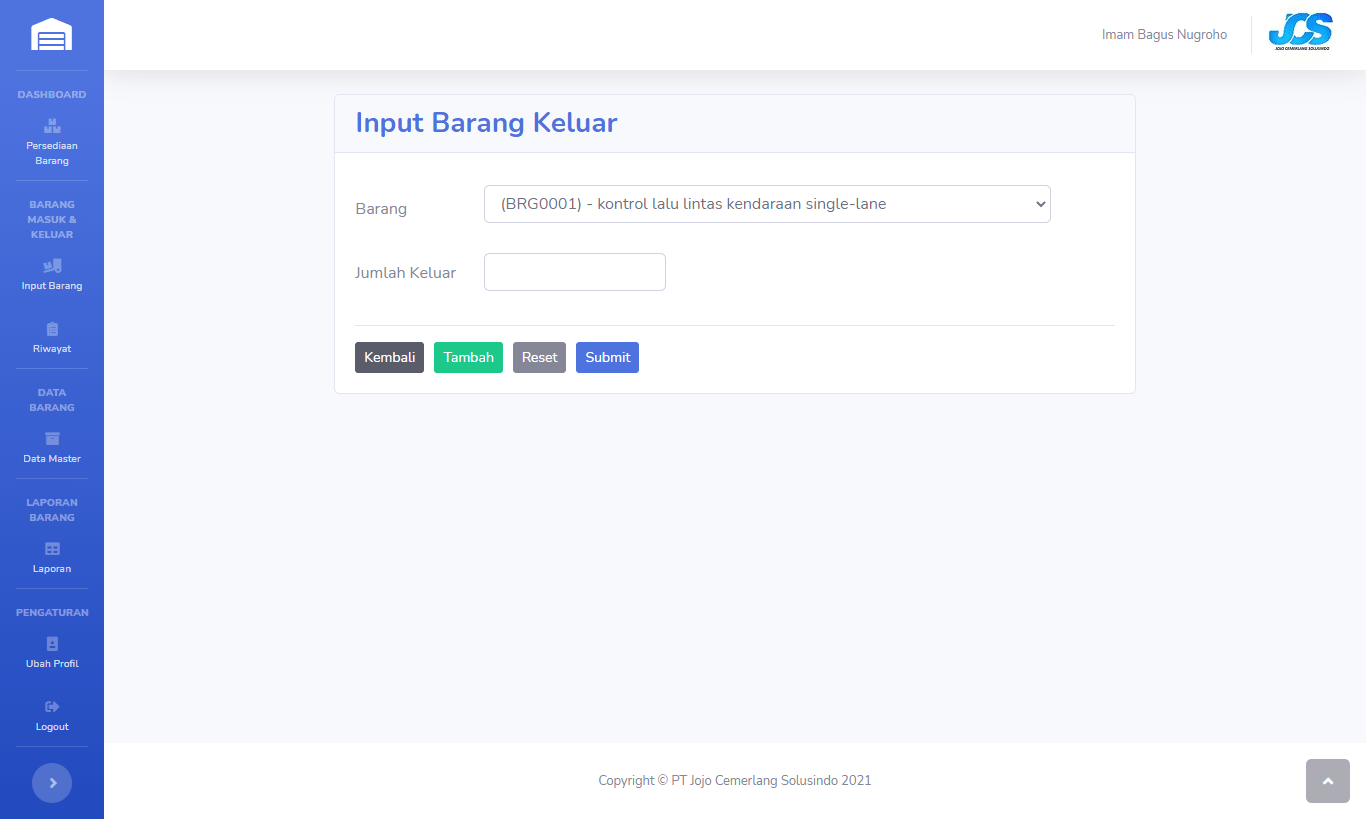 Imam Bagus Nugroho
JCS
JOJO CEMERLANG SOLUSINDO
DASHBOARD
Persediaan
Barang
BARANG
MASUK &
KELUAR
Input Barang
Riwayat
DATA
BARANG
Data Master
LAPORAN
BARANG
Laporan
PENGATURAN
Ubah Profil
Logout
Input Barang Keluar
Barang
(BRG0001) - kontrol lalu lintas kendaraan single-lane
Jumlah Keluar
Kembali Tambah Reset Submit
Copyright © PT Jojo Cemerlang Solusindo 2021